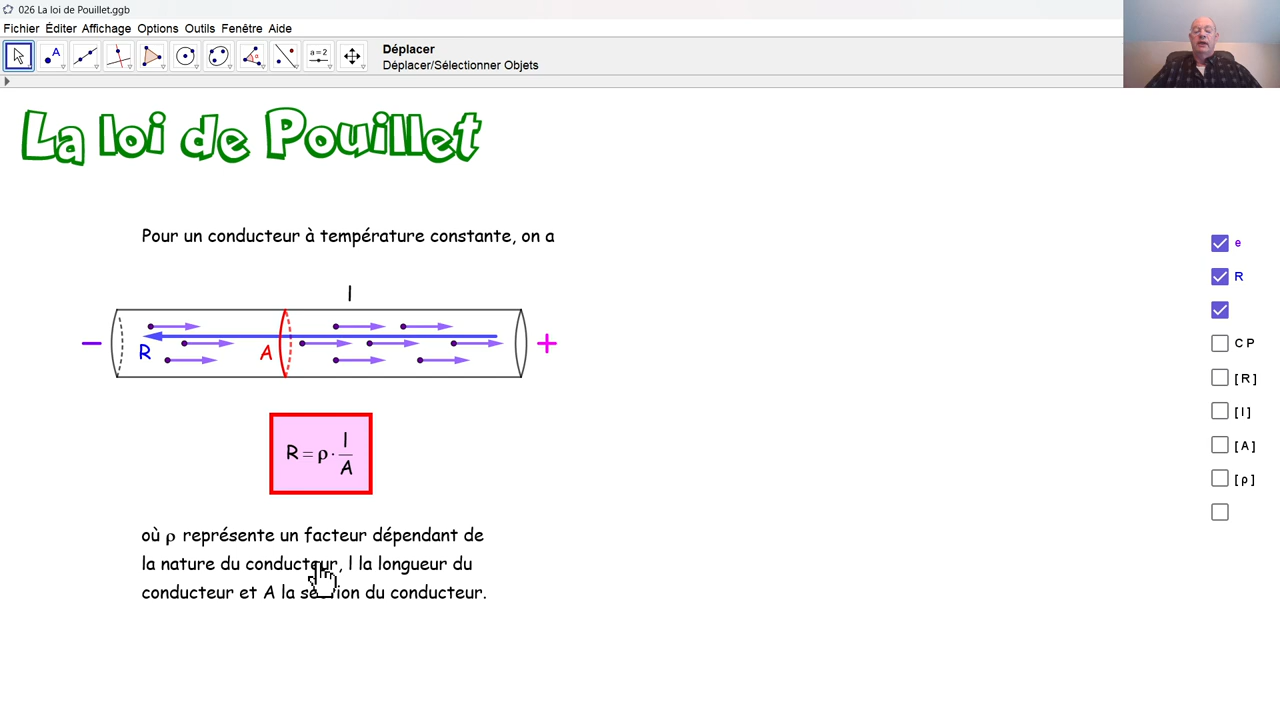 026 La loi de Pouillet.ggb
Fichier Éditer Affichage Options Outils Fenêtre Aide
A
a=2
Déplacer
Déplacer/Sélectionner Objets
La loi de Pouillet
Pour un conducteur à température constante, on a
l
− R A +
R = ρ · l/A
où ρ représente un facteur dépendant de
la nature du conducteur, l la longueur du
conducteur et A la section du conducteur.
e
R
C P
[ R ]
[ l ]
[ A ]
[ ρ ]